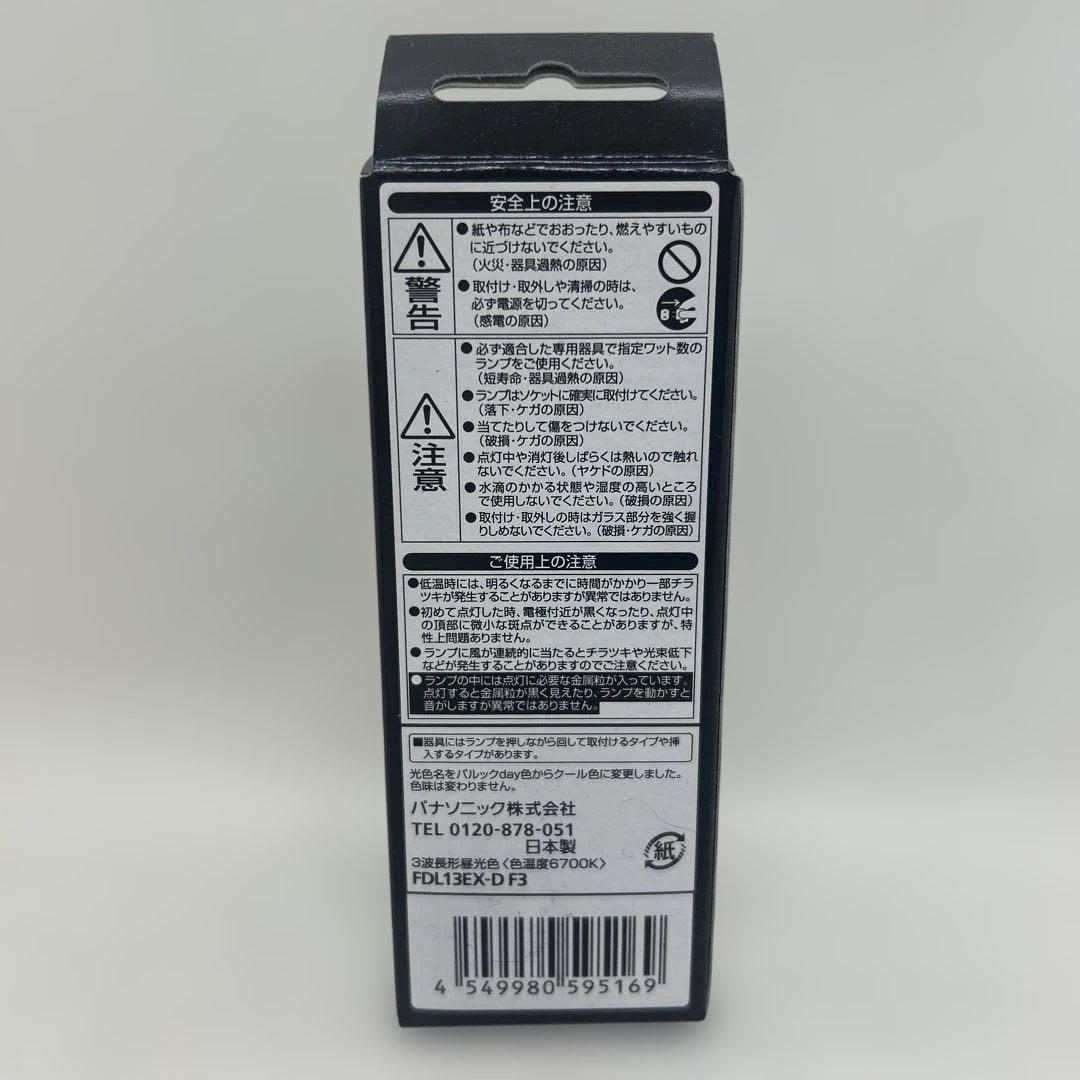 安全上の注意
警告
●紙や布などでおおったり、燃えやすいもの
に近づけないでください。
(火災・器具過熱の原因)
●取付け・取外しや清掃の時は、
必ず電源を切ってください。
(感電の原因)
注意
●必ず適合した専用器具で指定ワット数の
ランプをご使用ください。
(短寿命・器具過熱の原因)
●ランプはソケットに確実に取付けてください。
(落下・ケガの原因)
●当てたりして傷をつけないでください。
(破損・ケガの原因)
●点灯中や消灯後しばらくは熱いので触れ
ないでください。(ヤケドの原因)
●水滴のかかる状態や湿度の高いところ
で使用しないでください。(破損の原因)
●取付け・取外しの時はガラス部分を強く握
りしめないでください。(破損・ケガの原因)
ご使用上の注意
●低温時には、明るくなるまでに時間がかかり一部チラ
ツキが発生することがありますが異常ではありません。
●初めて点灯した時、電極付近が黒くなったり、点灯中
の頂部に微小な斑点ができることがありますが、特
性上問題ありません。
●ランプに風が連続的に当たるとチラツキや光束低下
などが発生することがありますのでご注意ください。
●ランプの中には点灯に必要な金属粒が入っています。
点灯すると金属粒が黒く見えたり、ランプを動かすと
音がしますが異常ではありません。
■器具にはランプを押しながら回して取付けるタイプや挿
入するタイプがあります。
光色名をパルックday色からクール色に変更しました。
色味は変わりません。
パナソニック株式会社
TEL 0120-878-051
日本製
3波長形昼光色〈色温度6700K〉
FDL13EX-D F3
紙
4 549980 595169